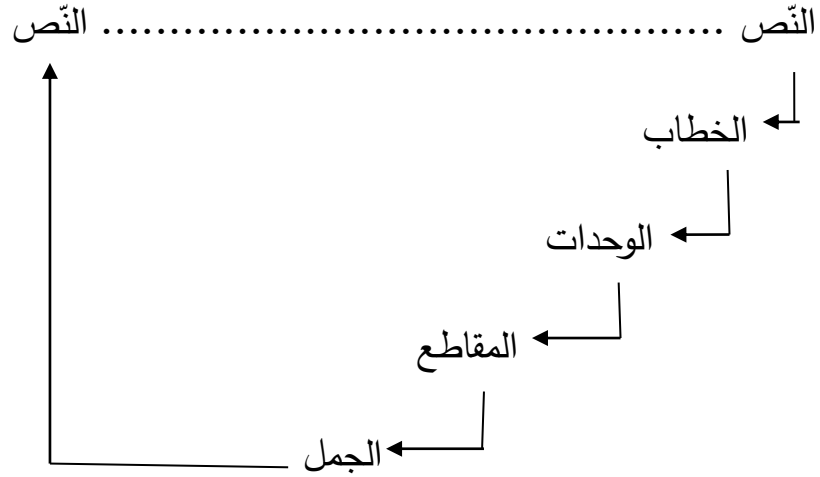 النّص .............................................. النّص
الخطاب
الوحدات
المقاطع
الجمل